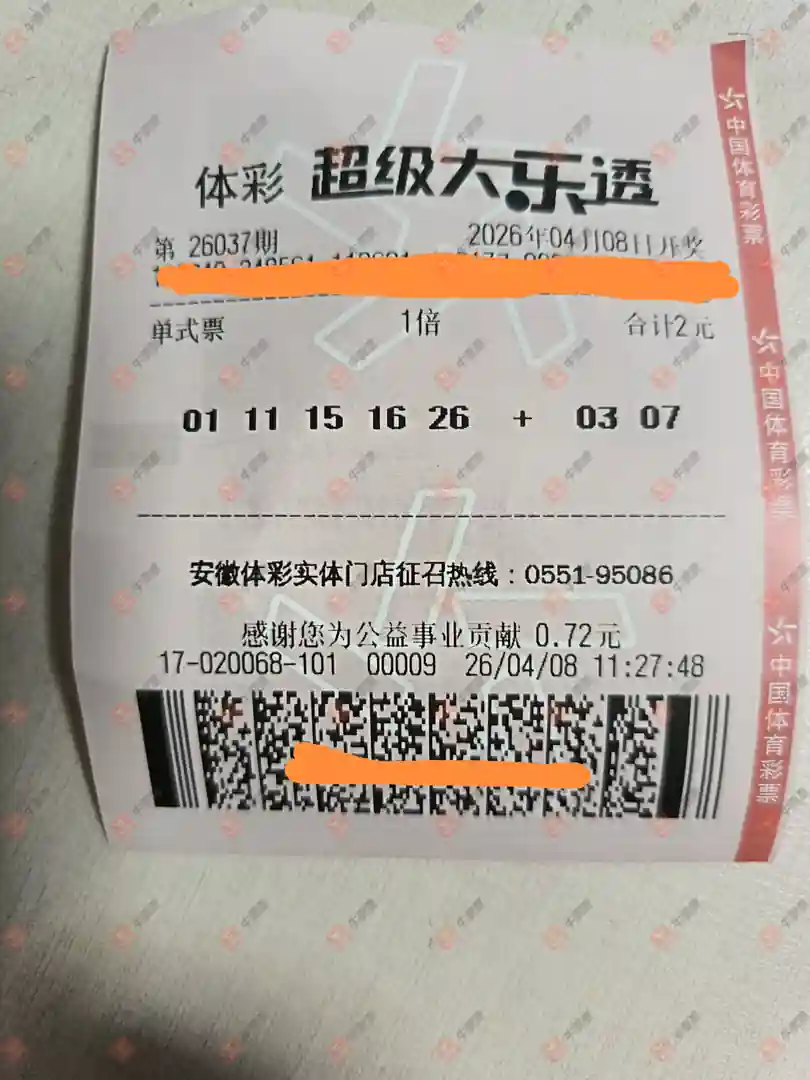 体彩 超级大乐透
第 26037期 2026年04月08日开奖
单式票 1倍 合计2元
01 11 15 16 26 + 03 07
安徽体彩实体门店征召热线：0551-95086
感谢您为公益事业贡献 0.72元
17-020068-101 00009 26/04/08 11:27:48
中国体育彩票
中国体育彩票
中国体育彩票